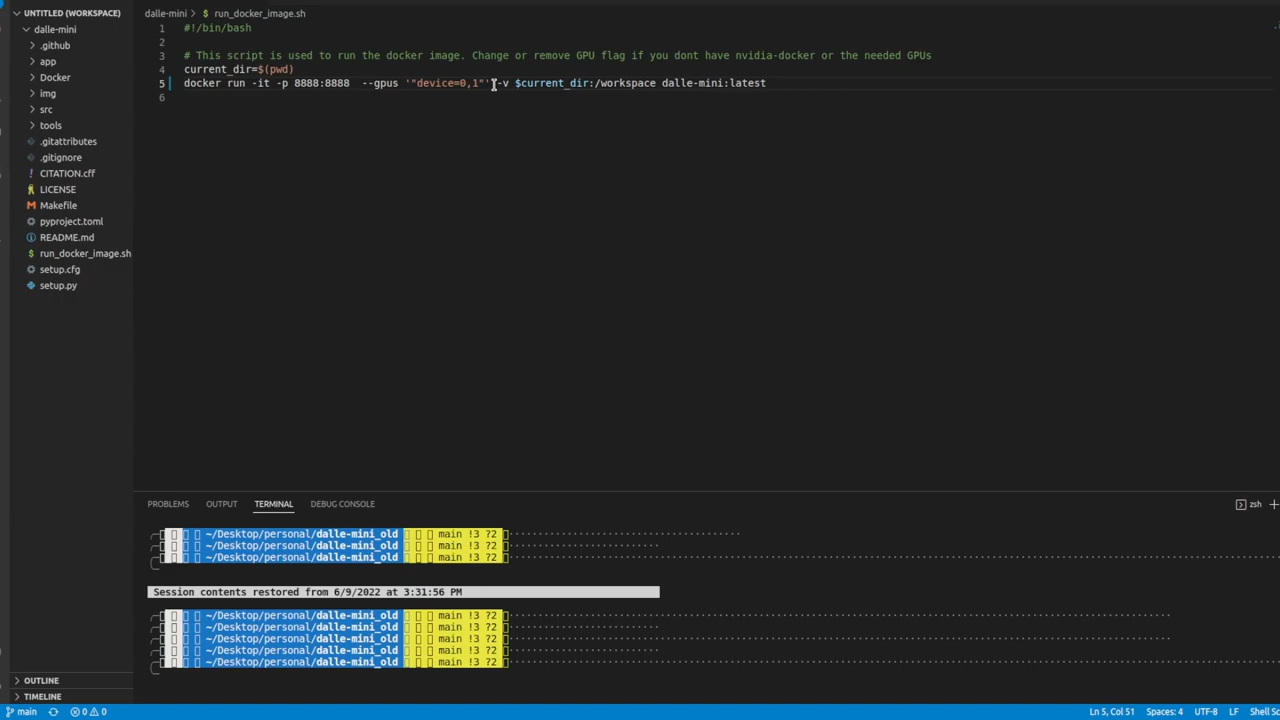 UNTITLED (WORKSPACE)
dalle-mini
.github
app
Docker
img
src
tools
.gitattributes
.gitignore
CITATION.cff
LICENSE
Makefile
pyproject.toml
README.md
run_docker_image.sh
setup.cfg
setup.py
OUTLINE
TIMELINE
dalle-mini > $ run_docker_image.sh
1 #!/bin/bash
2
3 # This script is used to run the docker image. Change or remove GPU flag if you dont have nvidia-docker or the needed GPUs
4 current_dir=$(pwd)
5 docker run -it -p 8888:8888  --gpus '"device=0,1"' -v $current_dir:/workspace dalle-mini:latest
6
PROBLEMS OUTPUT TERMINAL DEBUG CONSOLE zsh
~/Desktop/personal/dalle-mini_old main !3 ?2
~/Desktop/personal/dalle-mini_old main !3 ?2
~/Desktop/personal/dalle-mini_old main !3 ?2
Session contents restored from 6/9/2022 at 3:31:56 PM
~/Desktop/personal/dalle-mini_old main !3 ?2
~/Desktop/personal/dalle-mini_old main !3 ?2
~/Desktop/personal/dalle-mini_old main !3 ?2
~/Desktop/personal/dalle-mini_old main !3 ?2
~/Desktop/personal/dalle-mini_old main !3 ?2
main 0 0 Ln 5, Col 51 Spaces: 4 UTF-8 LF Shell Sc